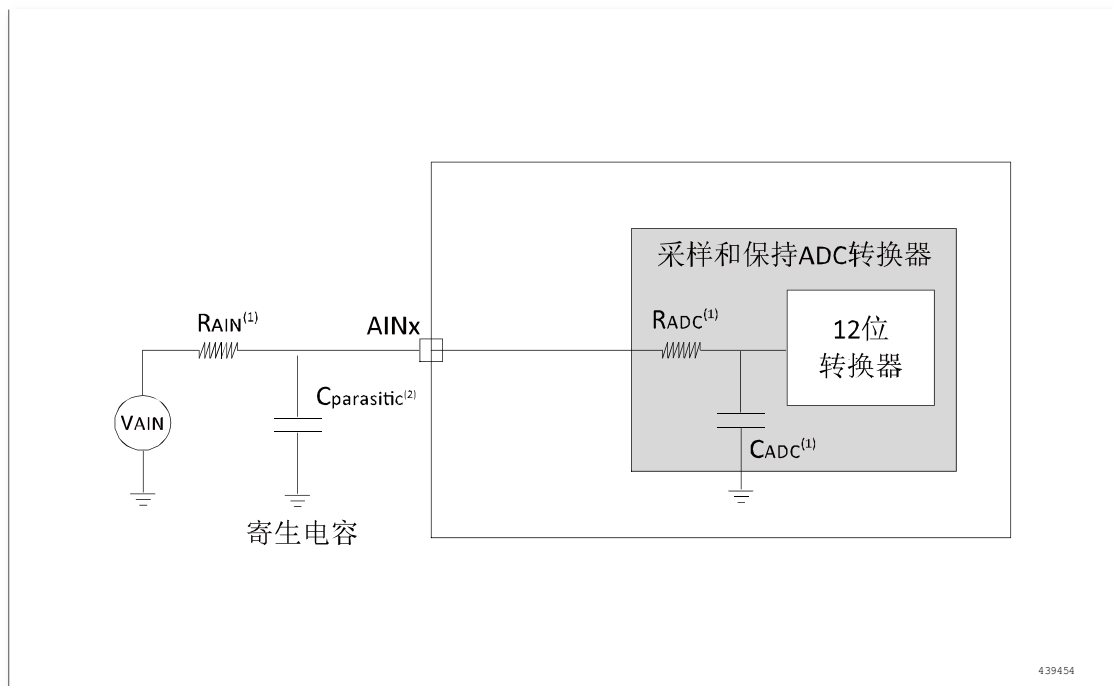 采样和保持ADC转换器
RAIN(1)
AINx
RADC(1)
12位
转换器
Cparasitic(2)
VAIN
CADC(1)
寄生电容
439454